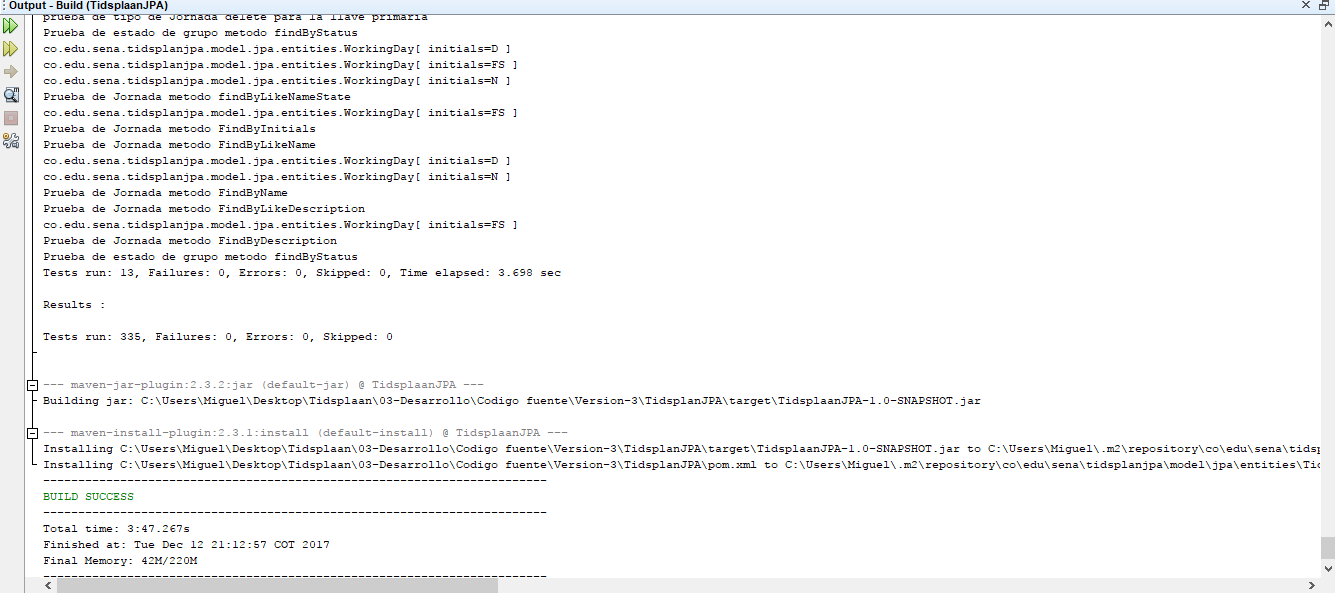 Output - Build (TidsplaanJPA)
prueba de tipo de Jornada delete para la llave primaria
Prueba de estado de grupo metodo findByStatus
co.edu.sena.tidsplanjpa.model.jpa.entities.WorkingDay[ initials=D ]
co.edu.sena.tidsplanjpa.model.jpa.entities.WorkingDay[ initials=FS ]
co.edu.sena.tidsplanjpa.model.jpa.entities.WorkingDay[ initials=N ]
Prueba de Jornada metodo findByLikeNameState
co.edu.sena.tidsplanjpa.model.jpa.entities.WorkingDay[ initials=FS ]
Prueba de Jornada metodo FindByInitials
Prueba de Jornada metodo FindByLikeName
co.edu.sena.tidsplanjpa.model.jpa.entities.WorkingDay[ initials=D ]
co.edu.sena.tidsplanjpa.model.jpa.entities.WorkingDay[ initials=N ]
Prueba de Jornada metodo FindByName
Prueba de Jornada metodo FindByLikeDescription
co.edu.sena.tidsplanjpa.model.jpa.entities.WorkingDay[ initials=FS ]
Prueba de Jornada metodo FindByDescription
Prueba de estado de grupo metodo findByStatus
Tests run: 13, Failures: 0, Errors: 0, Skipped: 0, Time elapsed: 3.698 sec
Results :
Tests run: 335, Failures: 0, Errors: 0, Skipped: 0
--- maven-jar-plugin:2.3.2:jar (default-jar) @ TidsplaanJPA ---
Building jar: C:\Users\Miguel\Desktop\Tidsplaan\03-Desarrollo\Codigo fuente\Version-3\TidsplanJPA\target\TidsplaanJPA-1.0-SNAPSHOT.jar
--- maven-install-plugin:2.3.1:install (default-install) @ TidsplaanJPA ---
Installing C:\Users\Miguel\Desktop\Tidsplaan\03-Desarrollo\Codigo fuente\Version-3\TidsplanJPA\target\TidsplaanJPA-1.0-SNAPSHOT.jar to C:\Users\Miguel\.m2\repository\co\edu\sena\tidsp
Installing C:\Users\Miguel\Desktop\Tidsplaan\03-Desarrollo\Codigo fuente\Version-3\TidsplanJPA\pom.xml to C:\Users\Miguel\.m2\repository\co\edu\sena\tidsplanjpa\model\jpa\entities\Tid
------------------------------------------------------------------------
BUILD SUCCESS
------------------------------------------------------------------------
Total time: 3:47.267s
Finished at: Tue Dec 12 21:12:57 COT 2017
Final Memory: 42M/220M
------------------------------------------------------------------------